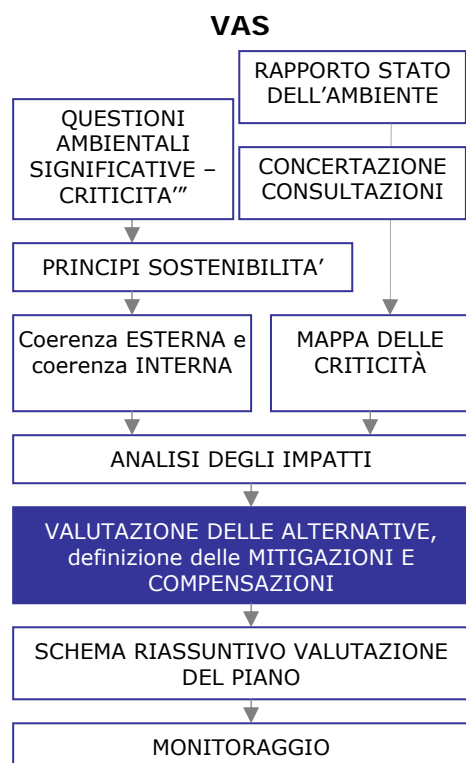 VAS
RAPPORTO STATO
DELL’AMBIENTE
QUESTIONI
AMBIENTALI
SIGNIFICATIVE –
CRITICITA’”
CONCERTAZIONE
CONSULTAZIONI
PRINCIPI SOSTENIBILITA’
Coerenza ESTERNA e
coerenza INTERNA
MAPPA DELLE
CRITICITÀ
ANALISI DEGLI IMPATTI
VALUTAZIONE DELLE ALTERNATIVE,
definizione delle MITIGAZIONI E
COMPENSAZIONI
SCHEMA RIASSUNTIVO VALUTAZIONE
DEL PIANO
MONITORAGGIO